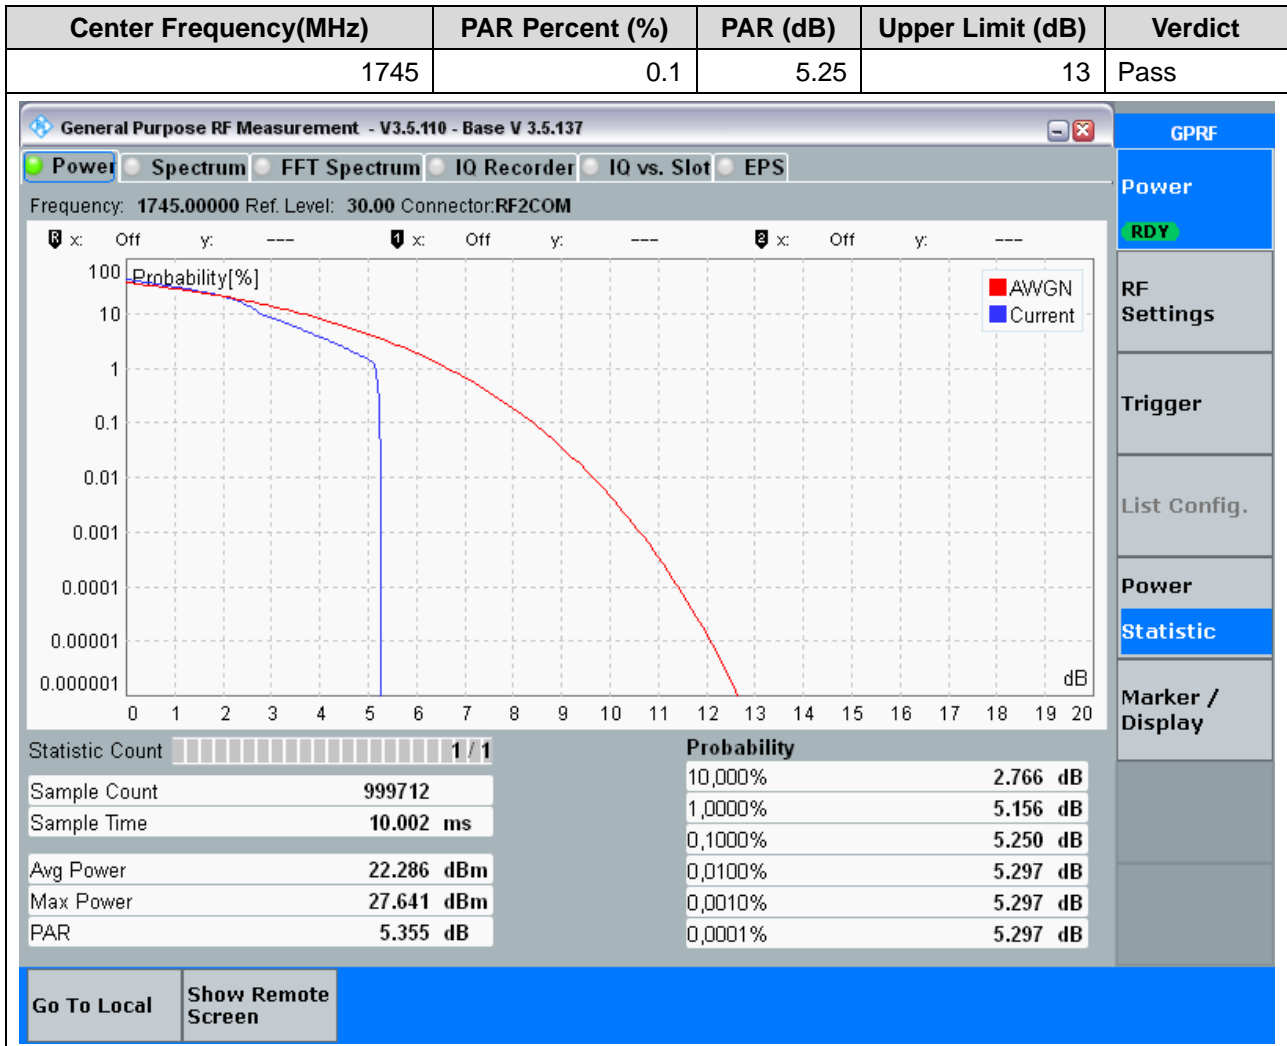 Center Frequency(MHz) PAR Percent (%) PAR (dB) Upper Limit (dB) Verdict
1745 0.1 5.25 13 Pass
General Purpose RF Measurement - V3.5.110 - Base V 3.5.137
GPRF
Power Spectrum FFT Spectrum IQ Recorder IQ vs. Slot EPS
Frequency: 1745.00000 Ref. Level: 30.00 Connector:RF2COM
R x: Off y: --- 1 x: Off y: --- 2 x: Off y: ---
Probability[%]
AWGN
Current
100
10
1
0.1
0.01
0.001
0.0001
0.00001
0.000001
dB
0 1 2 3 4 5 6 7 8 9 10 11 12 13 14 15 16 17 18 19 20
Statistic Count 1 / 1
Sample Count 999712
Sample Time 10.002 ms
Avg Power 22.286 dBm
Max Power 27.641 dBm
PAR 5.355 dB
Probability
10,000% 2.766 dB
1,0000% 5.156 dB
0,1000% 5.250 dB
0,0100% 5.297 dB
0,0010% 5.297 dB
0,0001% 5.297 dB
Power
RDY
RF
Settings
Trigger
List Config.
Power
Statistic
Marker /
Display
Go To Local
Show Remote
Screen